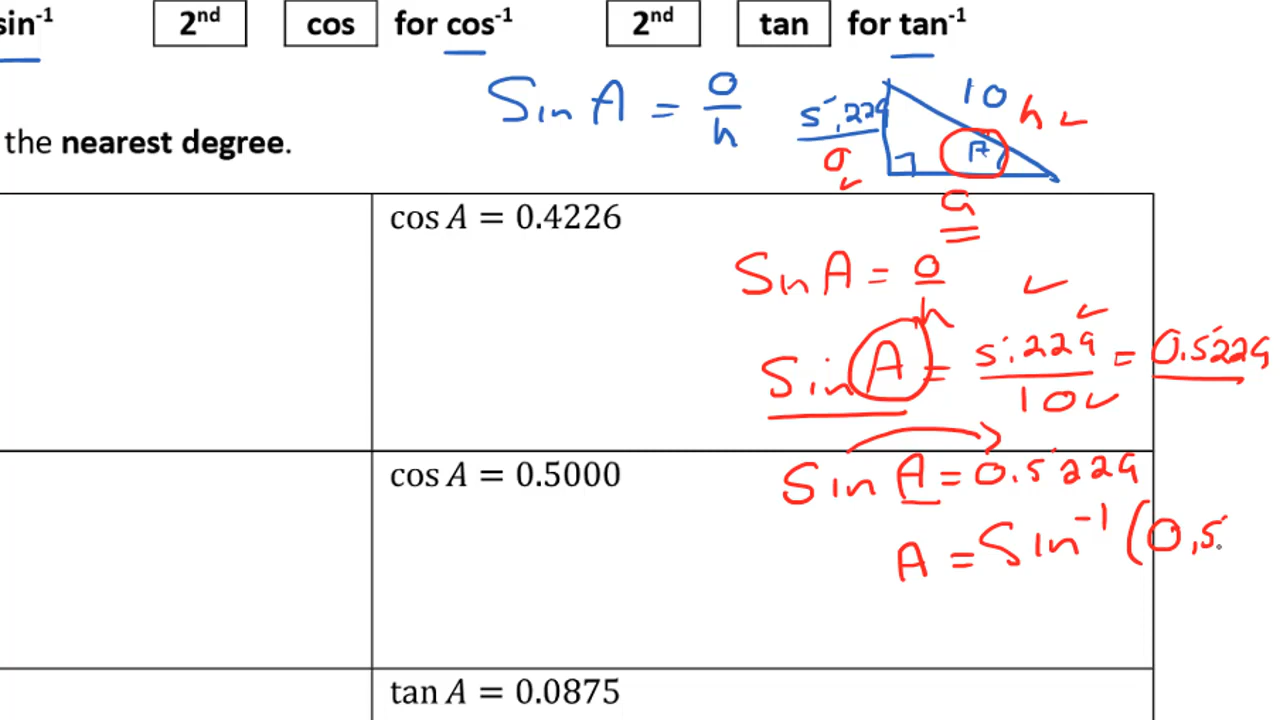 sin⁻¹ 2ⁿᵈ cos for cos⁻¹ 2ⁿᵈ tan for tan⁻¹
Sin A = o/h
5.229
o
10
h
A
a
the nearest degree.
cos A = 0.4226
Sin A = o/h
Sin A = 5.229/10 = 0.5229
cos A = 0.5000
Sin A = 0.5229
A = Sin⁻¹ (0.5
tan A = 0.0875